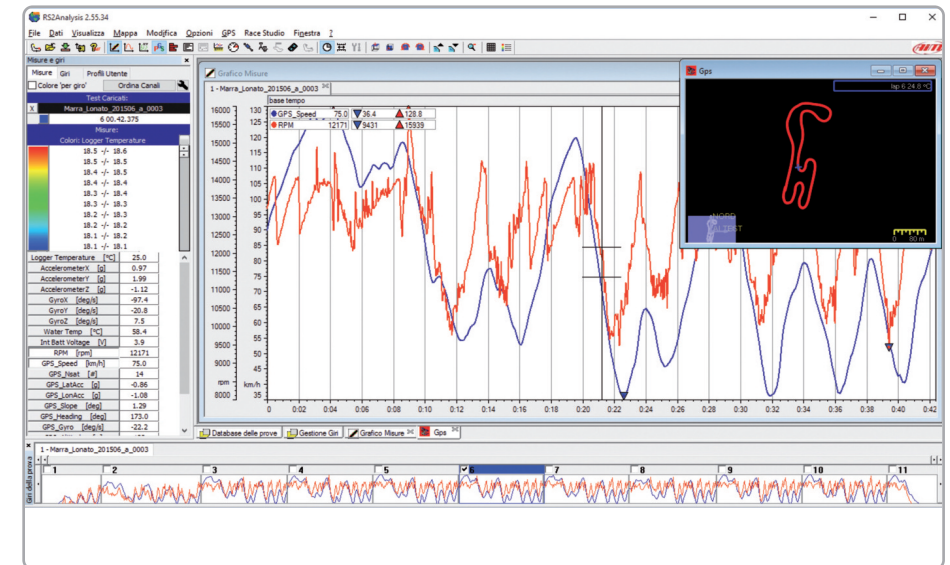 RS2Analysis 2.55.34
File Dati Visualizza Mappa Modifica Opzioni GPS Race Studio Finestra ?
Misure e giri
Misure Giri Profili Utente
Colore 'per giro' Ordina Canali
Test Caricati:
X Marra_Lonato_201506_a_0003
6 00.42.375
Misure:
Colori: Logger Temperature
18.5 -/- 18.6
18.5 -/- 18.5
18.4 -/- 18.5
18.4 -/- 18.4
18.3 -/- 18.4
18.3 -/- 18.3
18.2 -/- 18.3
18.2 -/- 18.2
18.1 -/- 18.2
18.1 -/- 18.1
Logger Temperature [°C] 25.0
AccelerometerX [g] 0.97
AccelerometerY [g] 1.99
AccelerometerZ [g] -1.12
GyroX [deg/s] -97.4
GyroY [deg/s] -20.8
GyroZ [deg/s] 7.5
Water Temp [°C] 58.4
Int Batt Voltage [V] 3.9
RPM [rpm] 12171
GPS_Speed [km/h] 75.0
GPS_Nsat [#] 14
GPS_LatAcc [g] -0.86
GPS_LonAcc [g] -1.08
GPS_Slope [deg] 1.29
GPS_Heading [deg] 173.0
GPS_Gyro [deg/s] -22.2
Grafico Misure
1 - Marra_Lonato_201506_a_0003
base tempo
GPS_Speed 75.0 36.4 128.8
RPM 12171 9431 15939
16000 130
15500 125
120
15000 115
14500 110
14000 105
100
13500 95
13000 90
12500 85
12000 80
75
11500 70
11000 65
10500 60
10000 55
50
9500 45
9000
8500 40
rpm km/h
8000 35
0 0:02 0:04 0:06 0:08 0:10 0:12 0:14 0:16 0:18 0:20 0:22 0:24 0:26 0:28 0:30 0:32 0:34 0:36 0:38 0:40 0:42
Gps
lap 6 24.8 °C
NORD
0 80 m
Database delle prove Gestione Giri Grafico Misure Gps
1 - Marra_Lonato_201506_a_0003
Giri della prova
1 2 3 4 5 6 7 8 9 10 11